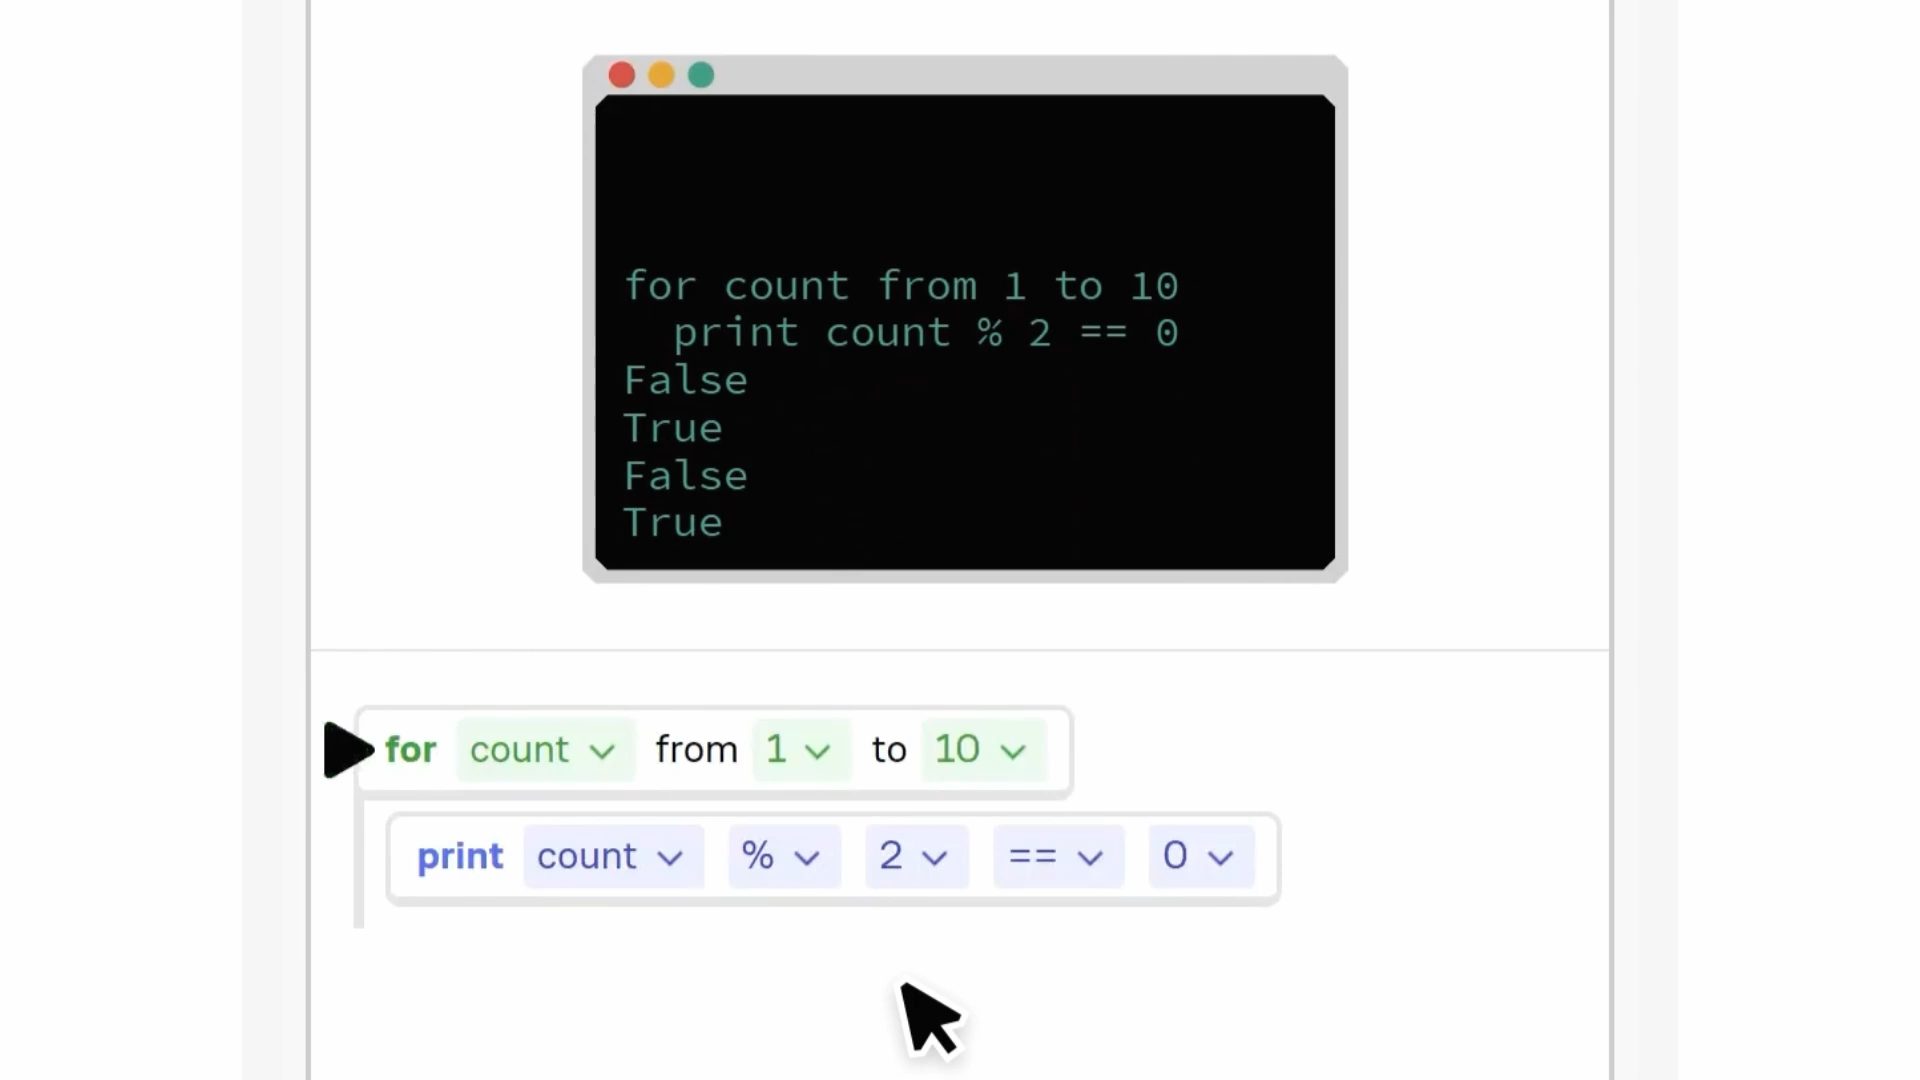 for count from 1 to 10
print count % 2 == 0
False
True
False
True
for count from 1 to 10
print count % 2 == 0